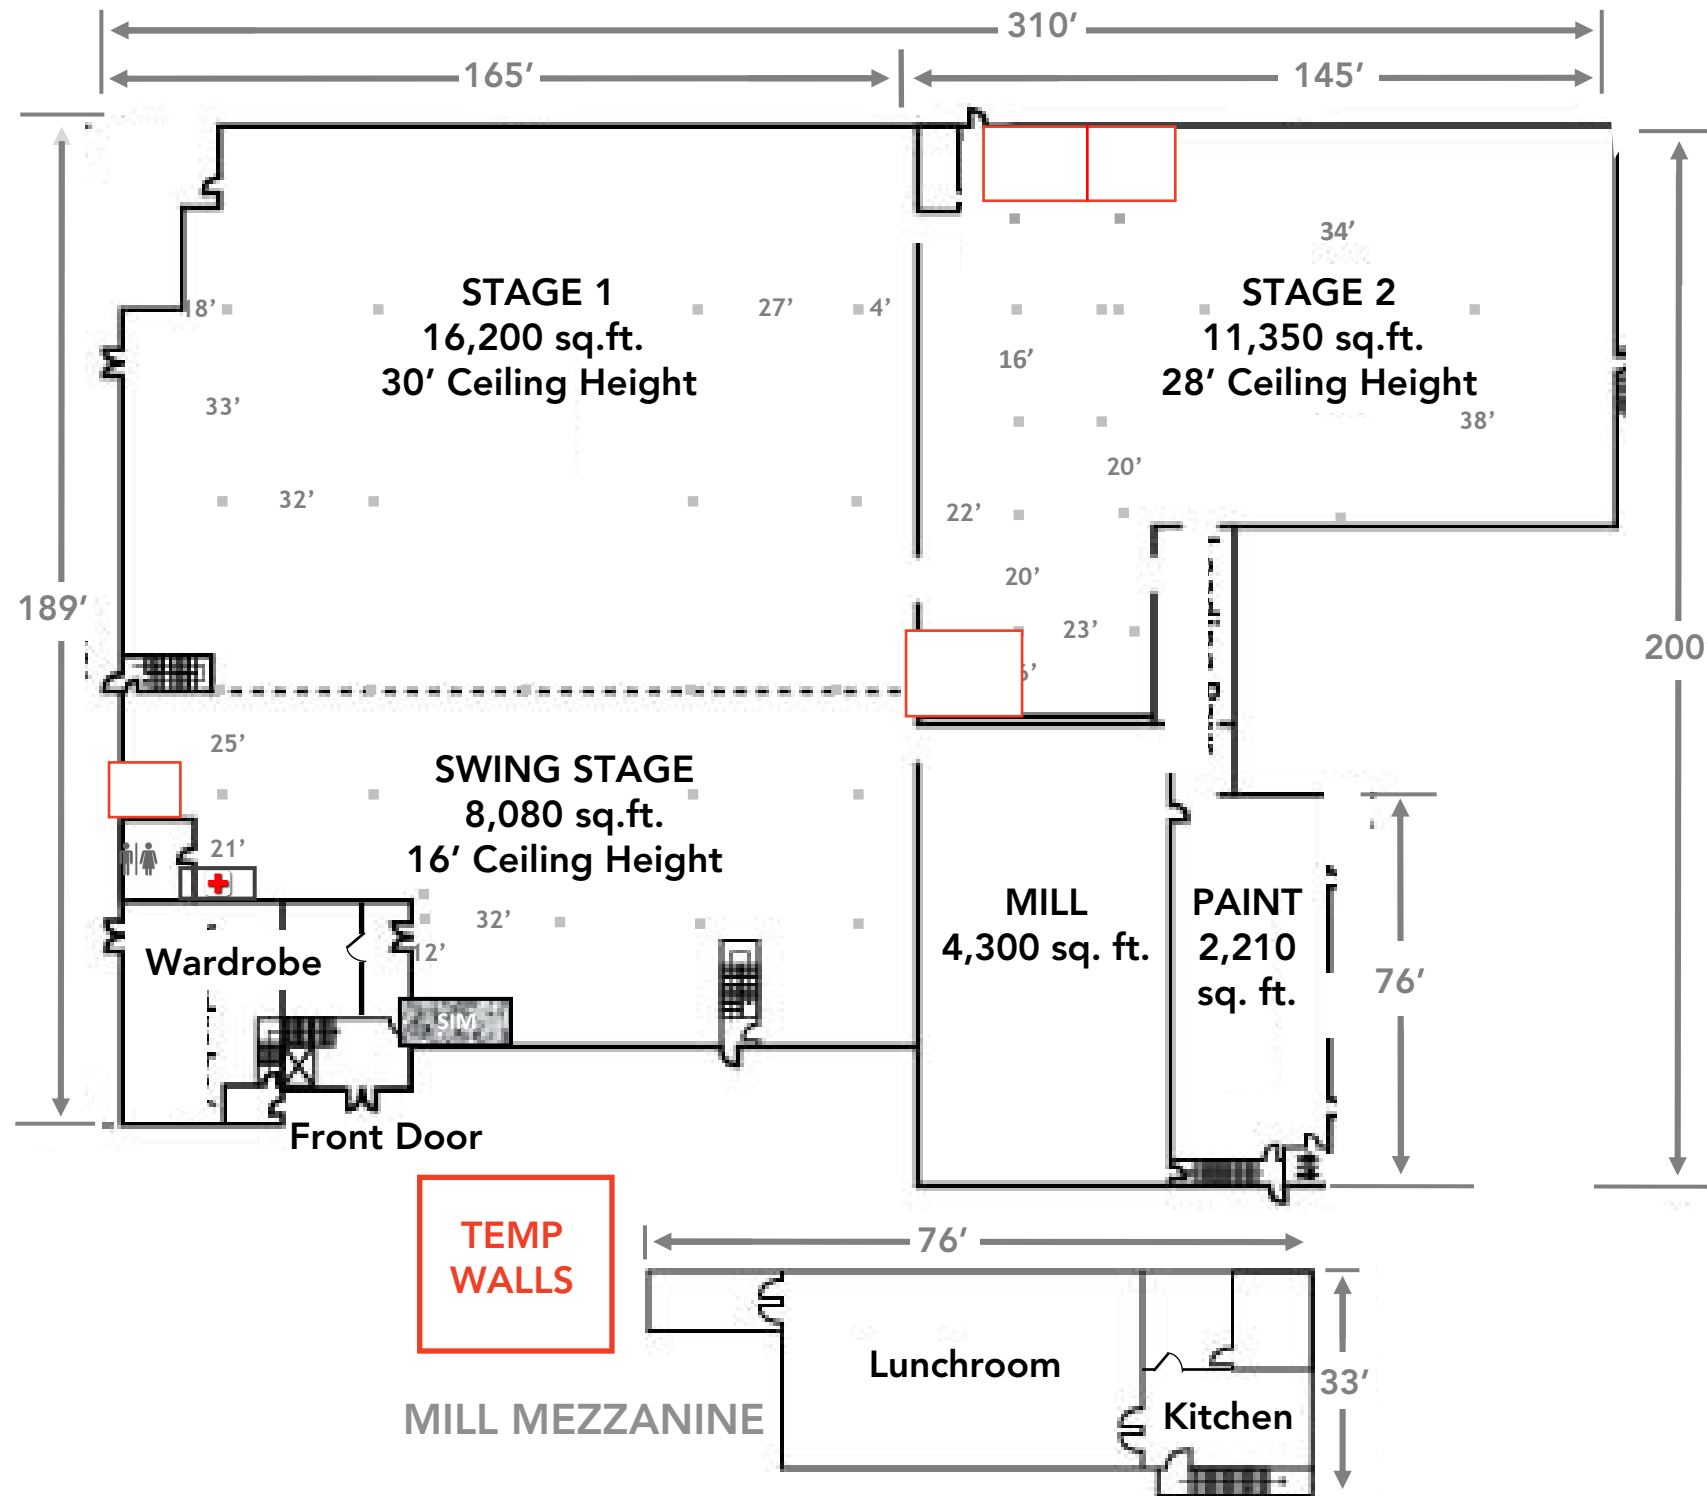 310′
165′
145′
34′
STAGE 1
16,200 sq.ft.
30′ Ceiling Height
STAGE 2
11,350 sq.ft.
28′ Ceiling Height
18′
27′
4′
16′
33′
38′
20′
32′
22′
20′
189′
23′
200
25′
SWING STAGE
8,080 sq.ft.
16′ Ceiling Height
21′
MILL
4,300 sq. ft.
PAINT
2,210
sq. ft.
32′
12′
Wardrobe
76′
SIM
Front Door
TEMP
WALLS
76′
Lunchroom
33′
Kitchen
MILL MEZZANINE